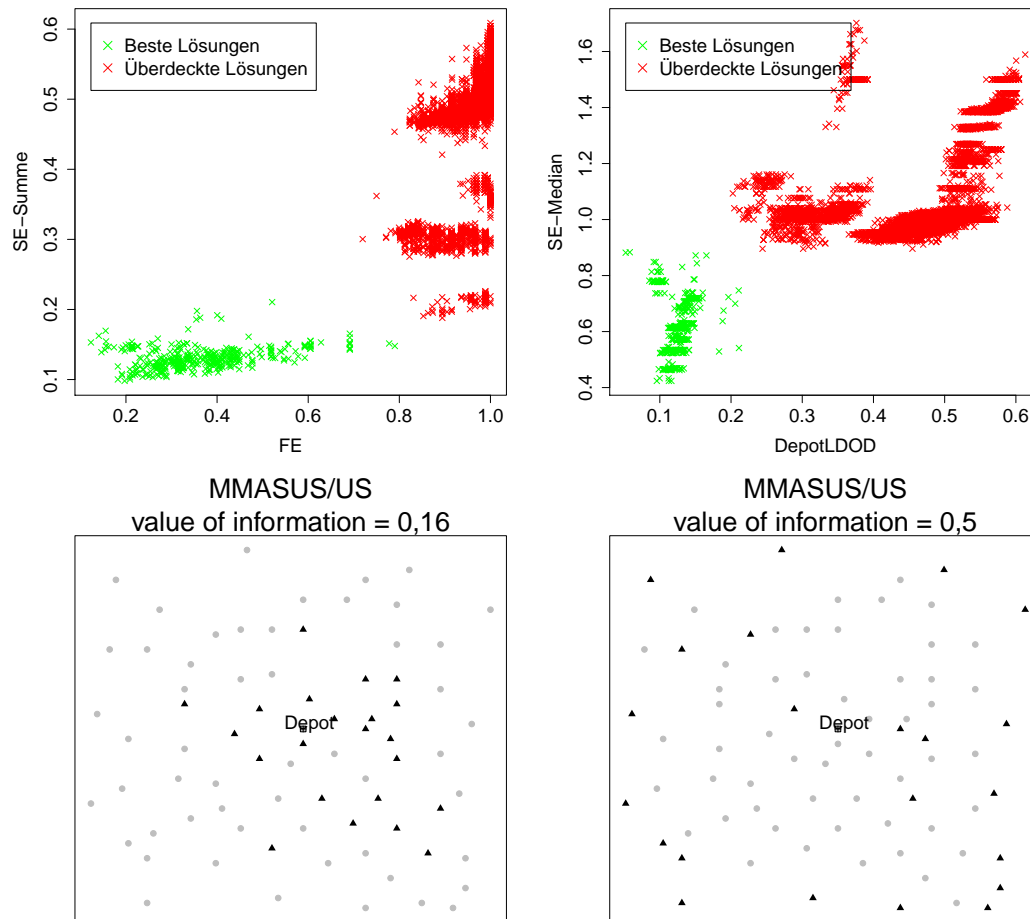 Beste Lösungen
Überdeckte Lösungen
SE−Summe
0.1 0.2 0.3 0.4 0.5 0.6
0.2 0.4 0.6 0.8 1.0
FE
Beste Lösungen
Überdeckte Lösungen
SE−Median
0.4 0.6 0.8 1.0 1.2 1.4 1.6
0.1 0.2 0.3 0.4 0.5 0.6
DepotLDOD
MMASUS/US
value of information = 0,16
Depot
MMASUS/US
value of information = 0,5
Depot